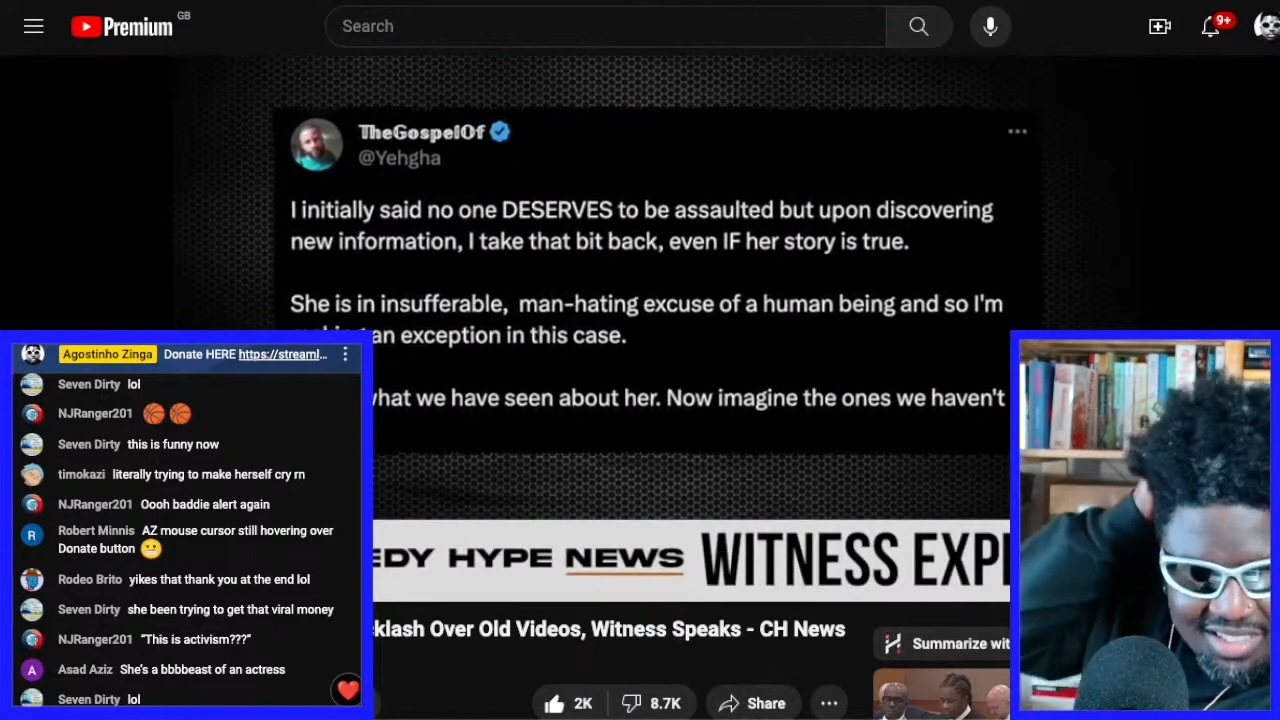 Premium GB
Search
9+
TheGospelOf
@Yehgha
I initially said no one DESERVES to be assaulted but upon discovering
new information, I take that bit back, even IF her story is true.
She is in insufferable, man-hating excuse of a human being and so I'm
an exception in this case.
what we have seen about her. Now imagine the ones we haven't
Agostinho Zinga Donate HERE https://streaml...
Seven Dirty lol
NJRanger201
Seven Dirty this is funny now
timokazi literally trying to make herself cry rn
NJRanger201 Oooh baddie alert again
Robert Minnis AZ mouse cursor still hovering over
Donate button
Rodeo Brito yikes that thank you at the end lol
Seven Dirty she been trying to get that viral money
NJRanger201 “This is activism???”
Asad Aziz She's a bbbbeast of an actress
Seven Dirty lol
EDY HYPE NEWS WITNESS EXP
cklash Over Old Videos, Witness Speaks - CH News
Summarize wit
2K
8.7K
Share